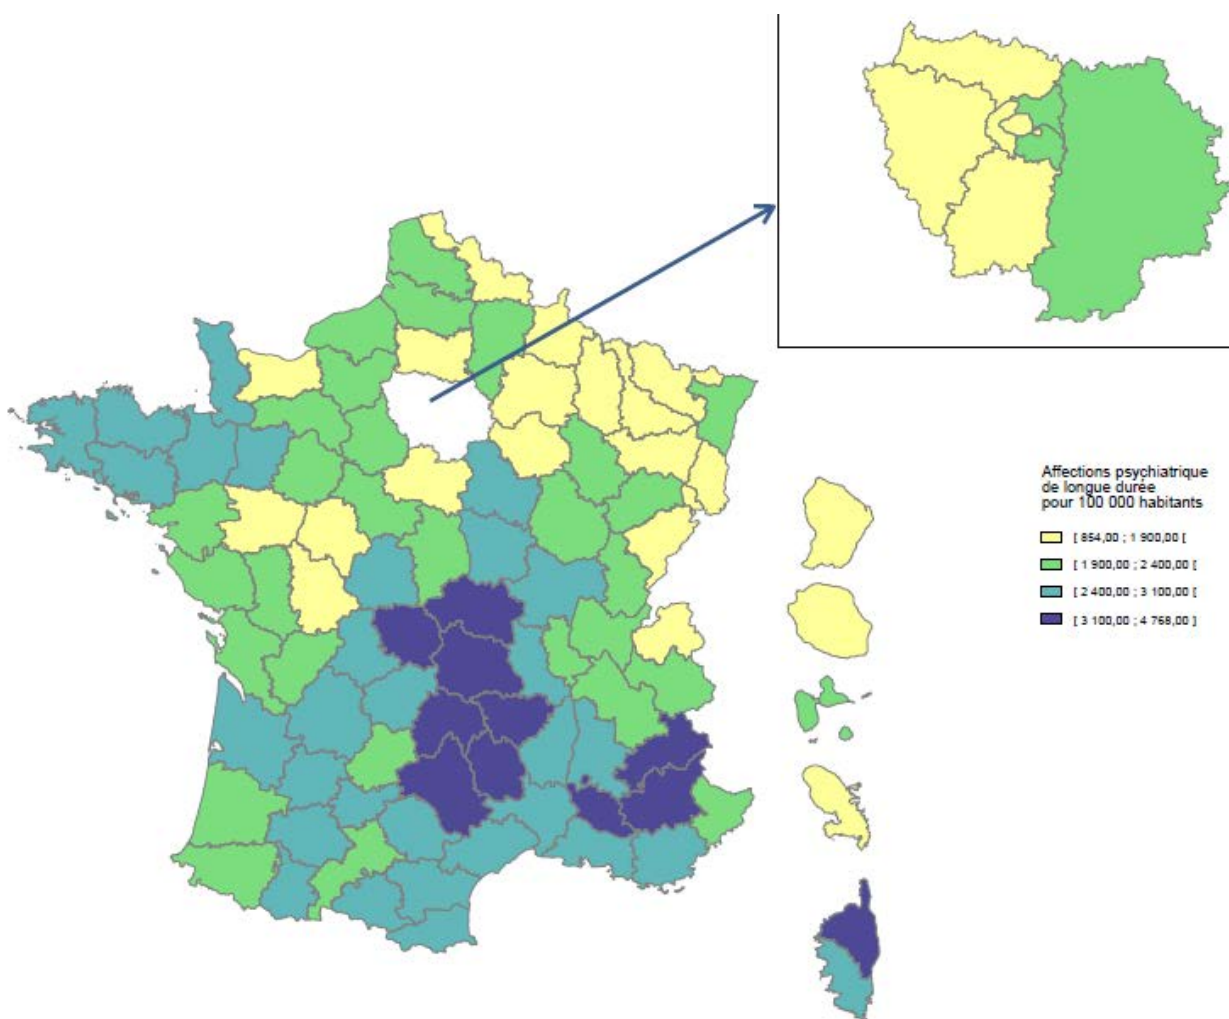 Affections psychiatrique
de longue durée
pour 100 000 habitants
[ 854,00 ; 1 900,00 [
[ 1 900,00 ; 2 400,00 [
[ 2 400,00 ; 3 100,00 [
[ 3 100,00 ; 4 768,00 ]